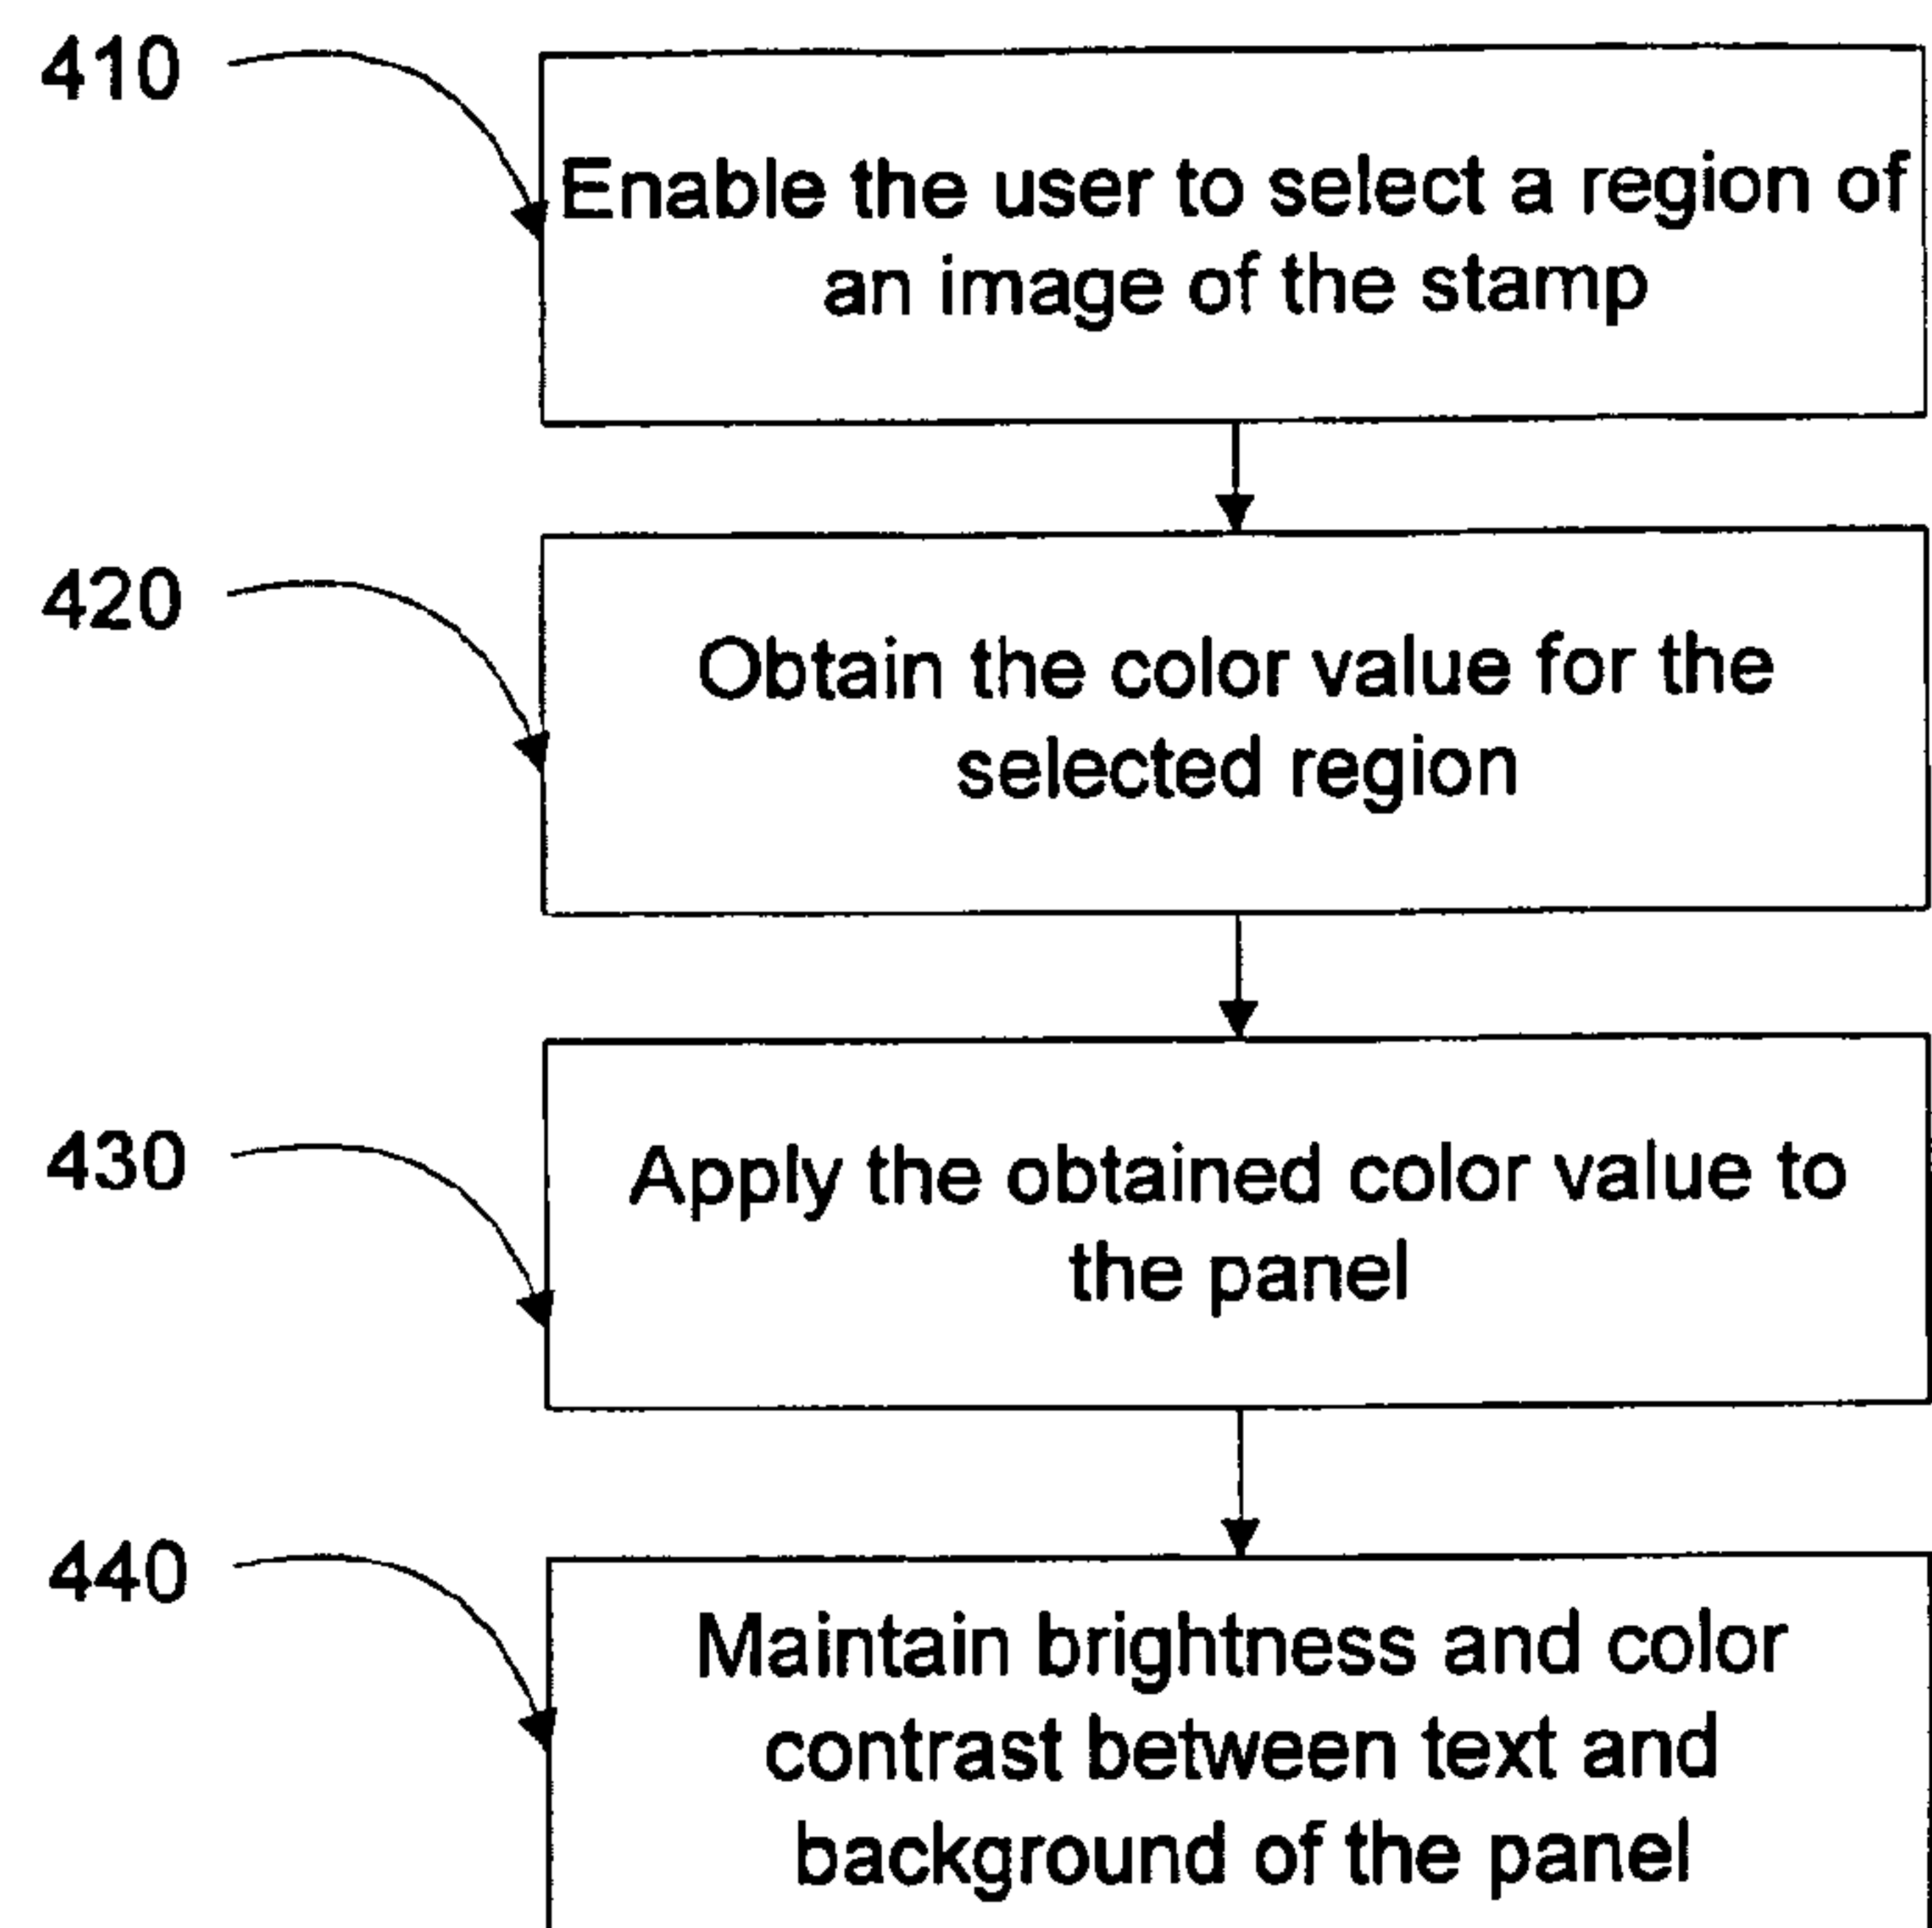 410
Enable the user to select a region of
an image of the stamp
420
Obtain the color value for the
selected region
430
Apply the obtained color value to
the panel
440
Maintain brightness and color
contrast between text and
background of the panel